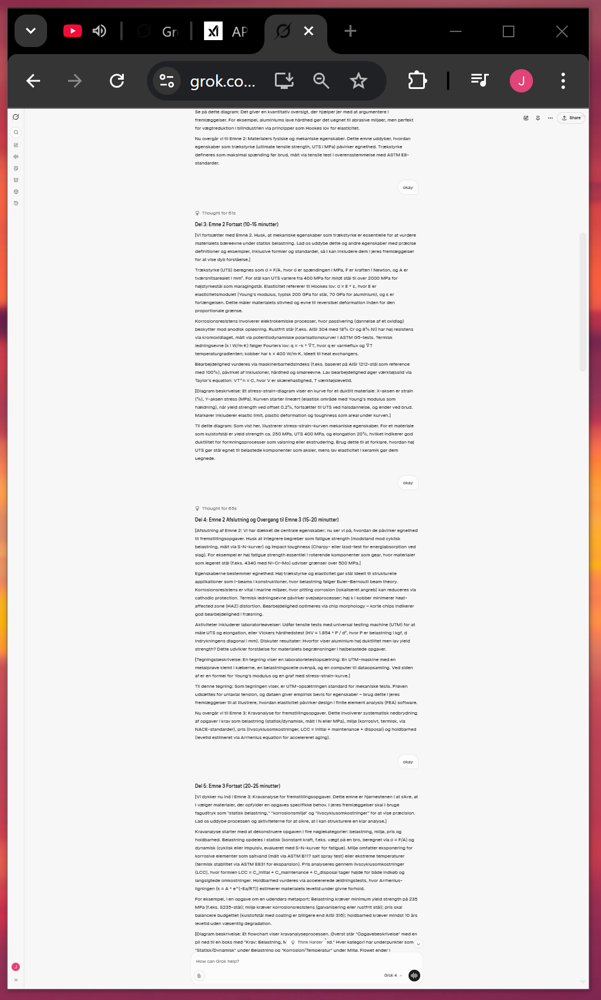 Gr
AP
grok.co...
J
Share
Se på dette diagram: Det giver en kvantitativ oversigt, der hjælper jer med at argumentere i
fremlæggelser. For eksempel, aluminiums lave hårdhed gør det uegnet til abrasive miljøer, men perfekt
for vægtreduktion i bilindustrien via principper som Hookes lov for elasticitet.
Nu overgår vi til Emne 2: Materialers fysiske og mekaniske egenskaber. Dette emne uddyber, hvordan
egenskaber som trækstyrke (ultimate tensile strength, UTS i MPa) påvirker egnethed. Trækstyrke
defineres som maksimal spænding før brud, målt via tensile test i overensstemmelse med ASTM E8-
standarder.
okay
Thought for 61s
Del 3: Emne 2 Fortsat (10-15 minutter)
[Vi fortsætter med Emne 2. Husk, at mekaniske egenskaber som trækstyrke er essentielle for at vurdere
materialets bæreevne under statisk belastning. Lad os uddybe dette og andre egenskaber med præcise
definitioner og eksempler, inklusive formler og standarder, så I kan inkludere dem i jeres fremlæggelser
for at vise dyb forståelse.]
Trækstyrke (UTS) beregnes som σ = F/A, hvor σ er spændingen i MPa, F er kraften i Newton, og A er
tværsnitsarealet i mm². For stål kan UTS variere fra 400 MPa for mildt stål til over 2000 MPa for
højstyrkestål som maragingstål. Elasticitet refererer til Hookes lov: σ = E * ε, hvor E er
elasticitetsmodulet (Young's modulus, typisk 200 GPa for stål, 70 GPa for aluminium), og ε er
forlængelsen. Dette måler materialets stivhed og evne til reversibel deformation inden for den
proportionale grænse.
Korrosionsresistens involverer elektrokemiske processer, hvor passivering (dannelse af et oxidlag)
beskytter mod anodisk opløsning. Rustfrit stål (f.eks. AISI 304 med 18% Cr og 8% Ni) har høj resistens
via kromoxidlaget, målt via potentiodynamiske polarisationskurver i ASTM G5-tests. Termisk
ledningsevne (k i W/m·K) følger Fouriers lov: q = -k * ∇T, hvor q er varmeflux og ∇T
temperaturgradienten; kobber har k ≈ 400 W/m·K, ideelt til heat exchangers.
Bearbejdelighed vurderes via maskinerbarhedsindeks (f.eks. baseret på AISI 1212-stål som reference
med 100%), påvirket af inklusioner, hårdhed og smøreevne. Lav bearbejdelighed øger værktøjsslid via
Taylor's equation: VT^n = C, hvor V er skærehastighed, T værktøjslevetid.
[Diagram beskrivelse: Et stress-strain-diagram viser en kurve for et duktilt materiale: X-aksen er strain
(%), Y-aksen stress (MPa). Kurven starter lineært (elastisk område med Young's modulus som
hældning), når yield strength ved offset 0.2%, fortsætter til UTS ved halsdannelse, og ender ved brud.
Markører inkluderer elastic limit, plastic deformation og toughness som areal under kurven.]
Til dette diagram: Som vist her, illustrerer stress-strain-kurven mekaniske egenskaber. For et materiale
som kulstofstål er yield strength ca. 250 MPa, UTS 400 MPa, og elongation 20%, hvilket indikerer god
duktilitet for formningsprocesser som valsning eller ekstrudering. Brug dette til at forklare, hvordan høj
UTS gør stål egnet til belastede komponenter som aksler, mens lav elasticitet i keramik gør dem
uegnede.
okay
Thought for 65s
Del 4: Emne 2 Afslutning og Overgang til Emne 3 (15-20 minutter)
[Afslutning af Emne 2: Vi har dækket de centrale egenskaber; nu ser vi på, hvordan de påvirker egnethed
til fremstillingsopgaver. Husk at integrere begreber som fatigue strength (modstand mod cyklisk
belastning, målt via S-N-kurver) og impact toughness (Charpy- eller Izod-test for energiabsorption ved
slag). For eksempel er høj fatigue strength essentiel i roterende komponenter som gear, hvor materialer
som legeret stål (f.eks. 4340 med Ni-Cr-Mo) udviser grænser over 500 MPa.]
Egenskaberne bestemmer egnethed: Høj trækstyrke og elasticitet gør stål ideelt til strukturelle
applikationer som I-beams i konstruktioner, hvor belastning følger Euler-Bernoulli beam theory.
Korrosionsresistens er vital i marine miljøer, hvor pitting corrosion (lokaliseret angreb) kan reduceres via
cathodic protection. Termisk ledningsevne påvirker svejseprocesser; høj k i kobber minimerer heat-
affected zone (HAZ) distortion. Bearbejdelighed optimeres via chip morphology – korte chips indikerer
god bearbejdelighed i fræsning.
Aktiviteter inkluderer laboratorieøvelser: Udfør tensile tests med universal testing machine (UTM) for at
måle UTS og elongation, eller Vickers hårdhedstest (HV = 1.854 * P / d², hvor P er belastning i kgf, d
indrykningens diagonal i mm). Diskuter resultater: Hvorfor viser aluminium høj duktilitet men lav yield
strength? Dette udvikler forståelse for materialets begrænsninger i højbelastede opgaver.
[Tegningsbeskrivelse: En tegning viser en laboratorietestopsætning: En UTM-maskine med en
metalprøve klemt i kæberne, en belastningscelle ovenpå, og en computer til dataopsamling. Ved siden
af er en formel for Young's modulus og en graf med stress-strain-kurve.]
Til denne tegning: Som tegningen viser, er UTM-opsætningen standard for mekaniske tests. Prøven
udsættes for uniaxial tension, og dataen giver empirisk bevis for egenskaber – brug dette i jeres
fremlæggelser til at illustrere, hvordan elasticitet påvirker design i finite element analysis (FEA) software.
Nu overgår vi til Emne 3: Kravanalyse for fremstillingsopgaver. Dette involverer systematisk nedbrydning
af opgaver i krav som belastning (statisk/dynamisk, målt i N eller MPa), miljø (korrosivt, termisk, via
NACE-standarder), pris (livscyklusomkostninger, LCC = initial + maintenance + disposal) og holdbarhed
(levetid estimeret via Arrhenius equation for accelereret aging).
okay
Del 5: Emne 3 Fortsat (20-25 minutter)
[Vi dykker nu ind i Emne 3: Kravanalyse for fremstillingsopgaver. Dette emne er hjørnestenen i at sikre, at
I vælger materialer, der opfylder en opgaves specifikke behov. I jeres fremlæggelser skal I bruge
fagudtryk som "statisk belastning," "korrosionsmiljø" og "livscyklusomkostninger" for at vise præcision.
Lad os uddybe processen og aktiviteterne for at sikre, at I kan strukturere en klar analyse.]
Kravanalyse starter med at dekonstruere opgaven i fire nøglekategorier: belastning, miljø, pris og
holdbarhed. Belastning opdeles i statisk (konstant kraft, f.eks. vægt på en bro, beregnet via σ = F/A) og
dynamisk (cyklisk eller impulsiv, evalueret med S-N-kurver for fatigue). Miljø omfatter eksponering for
korrosive elementer som saltvand (målt via ASTM B117 salt spray test) eller ekstreme temperaturer
(termisk stabilitet via ASTM E831 for ekspansion). Pris analyseres gennem livscyklusomkostninger
(LCC), hvor formlen LCC = C_initial + C_maintenance + C_disposal tager højde for både indkøb og
langsigtede omkostninger. Holdbarhed vurderes via accelererede ældningstests, hvor Arrhenius-
ligningen (k = A * e^(-Ea/RT)) estimerer materialets levetid under givne forhold.
For eksempel, i en opgave om en udendørs metalport: Belastning kræver minimum yield strength på 235
MPa (f.eks. S235-stål); miljø kræver korrosionsresistens (galvanisering eller rustfrit stål); pris skal
balancere budgettet (kulstofstål med coating er billigere end AISI 316); holdbarhed kræver mindst 10 års
levetid uden væsentlig degradation.
[Diagram beskrivelse: Et flowchart viser kravanalyseprocessen. Øverst står "Opgavebeskrivelse" med en
pil ned til en boks med "Krav: Belastning, M ed." Hver kategori har underpunkter som
Think Harder
"Statisk/Dynamisk" under Belastning og "Korrosion/Temperatur" under Miljø. Flowet ender i
How can Grok help?
Grok 4
J